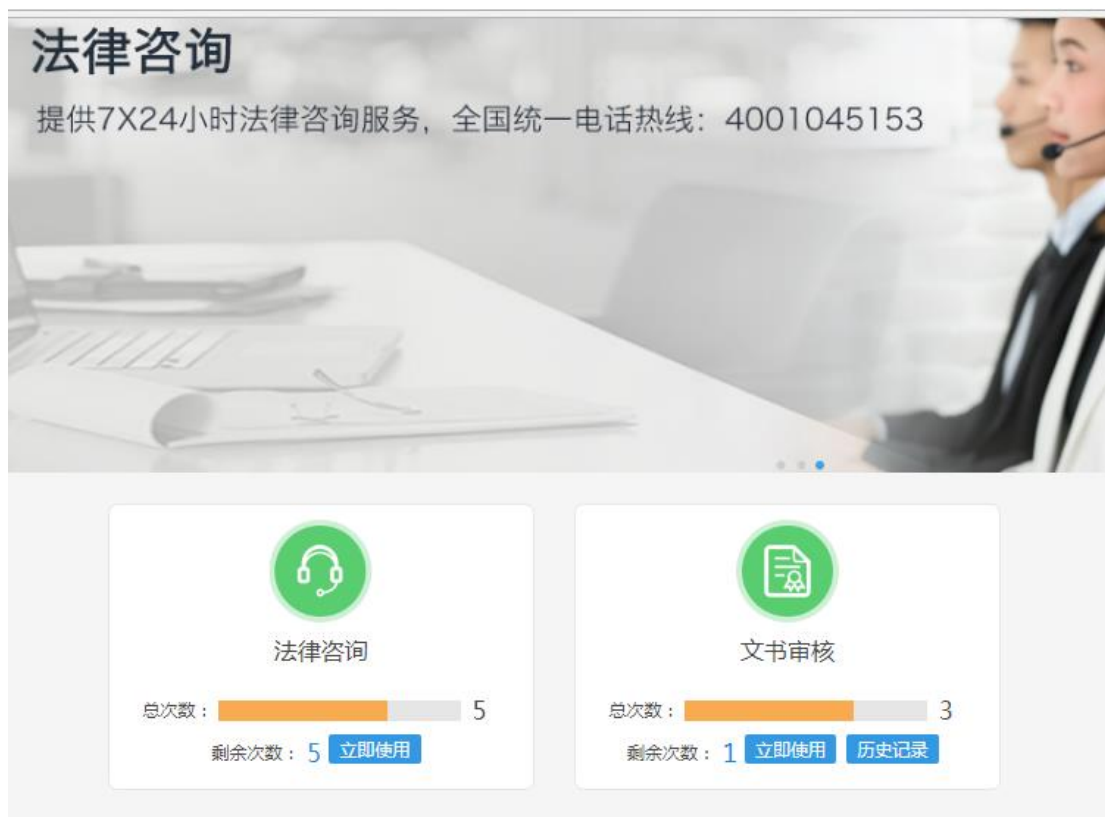 法律咨询
提供7X24小时法律咨询服务，全国统一电话热线：4001045153
法律咨询
总次数： 5
剩余次数： 5 立即使用
文书审核
总次数： 3
剩余次数： 1 立即使用 历史记录